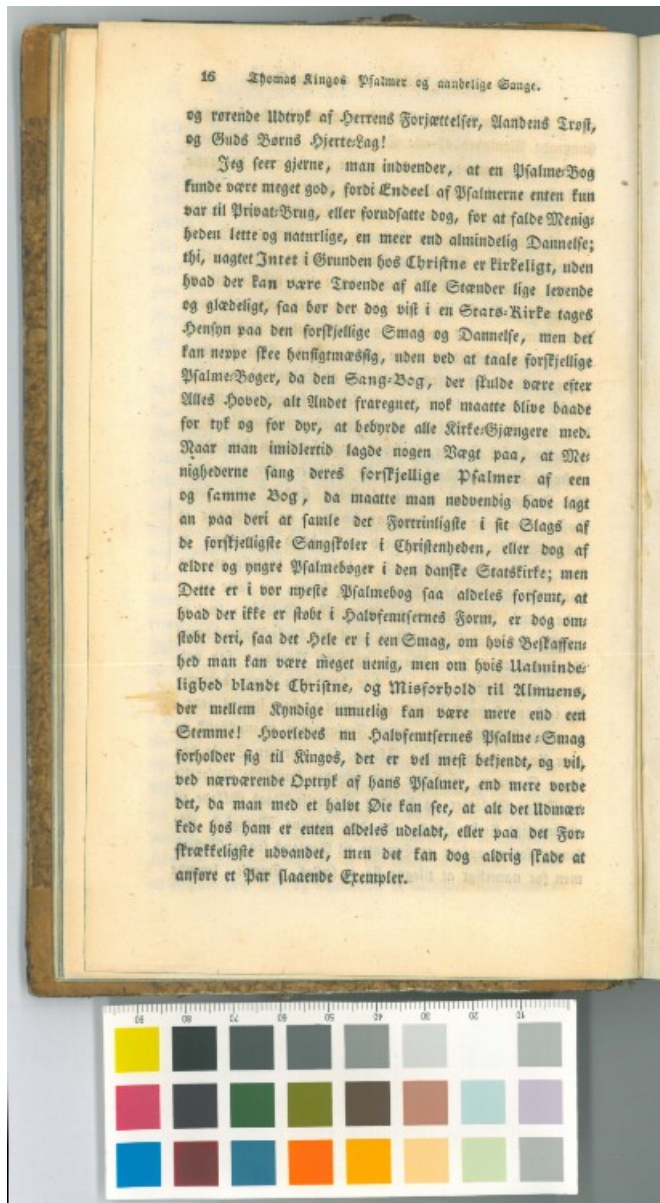 16 Thomas Kingos Psalmer og aandelige Sange.
og rørende Udtryk af Herrens Forjættelser, Aandens Trøst,
og Guds Børns Hjerte-Lag!
Jeg seer gjerne, man indvender, at en Psalme-Bog
kunde være meget god, fordi Endeel af Psalmerne enten kun
var til Privat-Brug, eller forudsatte dog, for at falde Menig-
heden lette og naturlige, en meer end almindelig Dannelse;
thi, uagtet Intet i Grunden hos Christne er kirkeligt, uden
hvad der kan være Troende af alle Stænder lige levende
og glædeligt, saa bør der dog vist i en Stats-Kirke tages
Hensyn paa den forskjellige Smag og Dannelse, men det
kan neppe skee hensigtmæssig, uden ved at taale forskjellige
Psalme-Bøger, da den Sang-Bog, der skulde være efter
Alles Hoved, alt Andet fraregnet, nok maatte blive baade
for tyk og for dyr, at bebyrde alle Kirke-Gjængere med.
Naar man imidlertid lagde nogen Vægt paa, at Me-
nighederne sang deres forskjellige Psalmer af een
og samme Bog, da maatte man nødvendig have lagt
an paa deri at samle det Fortrinligste i sit Slags af
de forskjelligste Sangskoler i Christenheden, eller dog af
ældre og yngre Psalmebøger i den danske Statskirke; men
Dette er i vor nyeste Psalmebog saa aldeles forsømt, at
hvad der ikke er støbt i Halvfemtsernes Form, er dog om-
støbt deri, saa det Hele er i een Smag, om hvis Beskaffen-
hed man kan være meget uenig, men om hvis Ualminde-
lighed blandt Christne, og Misforhold til Almuens,
der mellem Kyndige umuelig kan være mere end een
Stemme! Hvorledes nu Halvfemtsernes Psalme-Smag
forholder sig til Kingos, det er vel mest bekjendt, og vil,
ved nærværende Optryk af hans Psalmer, end mere vorde
det, da man med et halvt Øie kan see, at alt det Udmær-
kede hos ham er enten aldeles udeladt, eller paa det For-
skrækkeligste udvandet, men det kan dog aldrig skade at
anføre et Par slaaende Exempler.
90 80 70 60 50 40 30 20 10